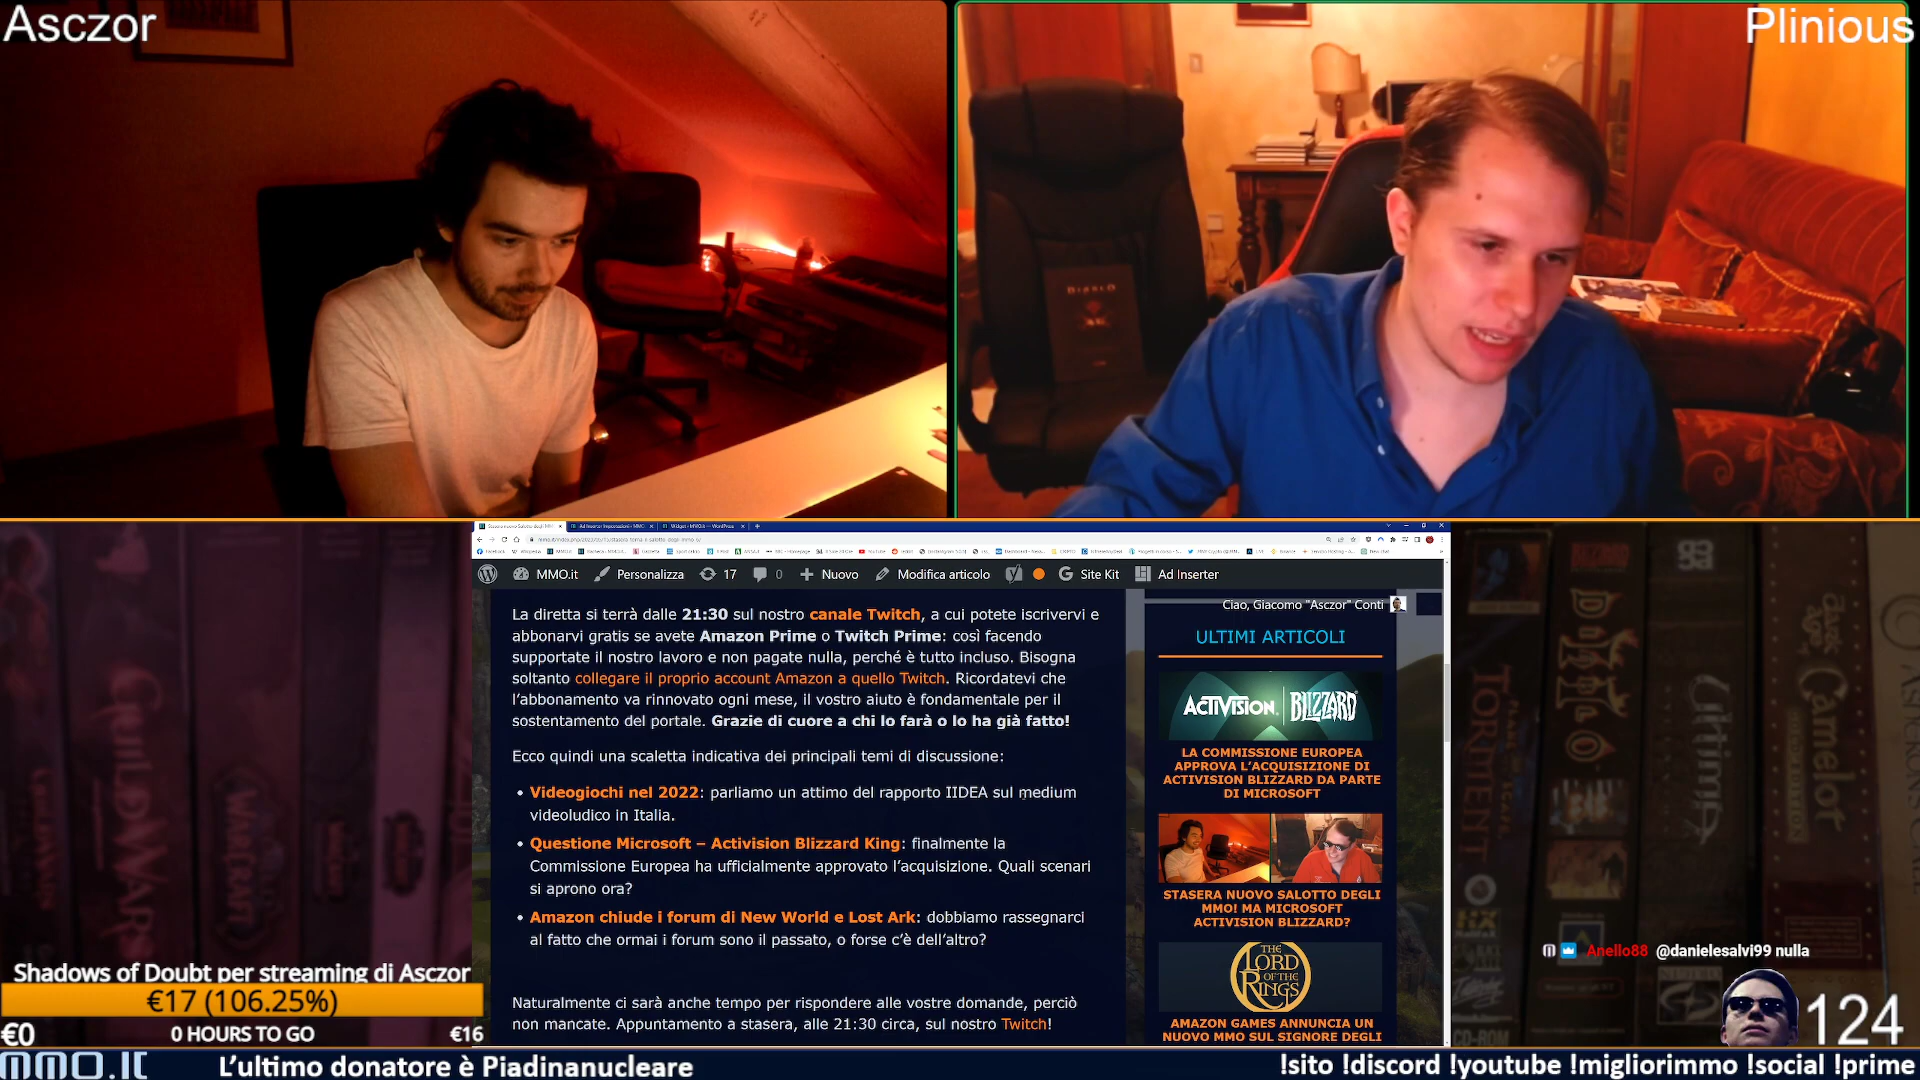 Asczor
Plinious
DIABLO
MMO.it
Personalizza
17
0
Nuovo
Modifica articolo
Site Kit
Ad Inserter
Ciao, Giacomo "Asczor" Conti
La diretta si terrà dalle 21:30 sul nostro canale Twitch, a cui potete iscrivervi e
abbonarvi gratis se avete Amazon Prime o Twitch Prime: così facendo
supportate il nostro lavoro e non pagate nulla, perché è tutto incluso. Bisogna
soltanto collegare il proprio account Amazon a quello Twitch. Ricordatevi che
l'abbonamento va rinnovato ogni mese, il vostro aiuto è fondamentale per il
sostentamento del portale. Grazie di cuore a chi lo farà o lo ha già fatto!
Ecco quindi una scaletta indicativa dei principali temi di discussione:
• Videogiochi nel 2022: parliamo un attimo del rapporto IIDEA sul medium
videoludico in Italia.
• Questione Microsoft – Activision Blizzard King: finalmente la
Commissione Europea ha ufficialmente approvato l'acquisizione. Quali scenari
si aprono ora?
• Amazon chiude i forum di New World e Lost Ark: dobbiamo rassegnarci
al fatto che ormai i forum sono il passato, o forse c'è dell'altro?
Naturalmente ci sarà anche tempo per rispondere alle vostre domande, perciò
non mancate. Appuntamento a stasera, alle 21:30 circa, sul nostro Twitch!
ULTIMI ARTICOLI
ACTIVISION. BLIZZARD
LA COMMISSIONE EUROPEA
APPROVA L'ACQUISIZIONE DI
ACTIVISION BLIZZARD DA PARTE
DI MICROSOFT
STASERA NUOVO SALOTTO DEGLI
MMO! MA MICROSOFT
ACTIVISION BLIZZARD?
THE
LORD
OF THE
RINGS
AMAZON GAMES ANNUNCIA UN
NUOVO MMO SUL SIGNORE DEGLI
GUILD WARS
WARCRAFT
TORMENT
Diablo
Ultima
Camelot
CD-ROM
Anello88 @danielesalvi99 nulla
124
Shadows of Doubt per streaming di Asczor
€17 (106.25%)
€0
0 HOURS TO GO
€16
MMO.it
L'ultimo donatore è Piadinanucleare
!sito !discord !youtube !migliorimmo !social !prime